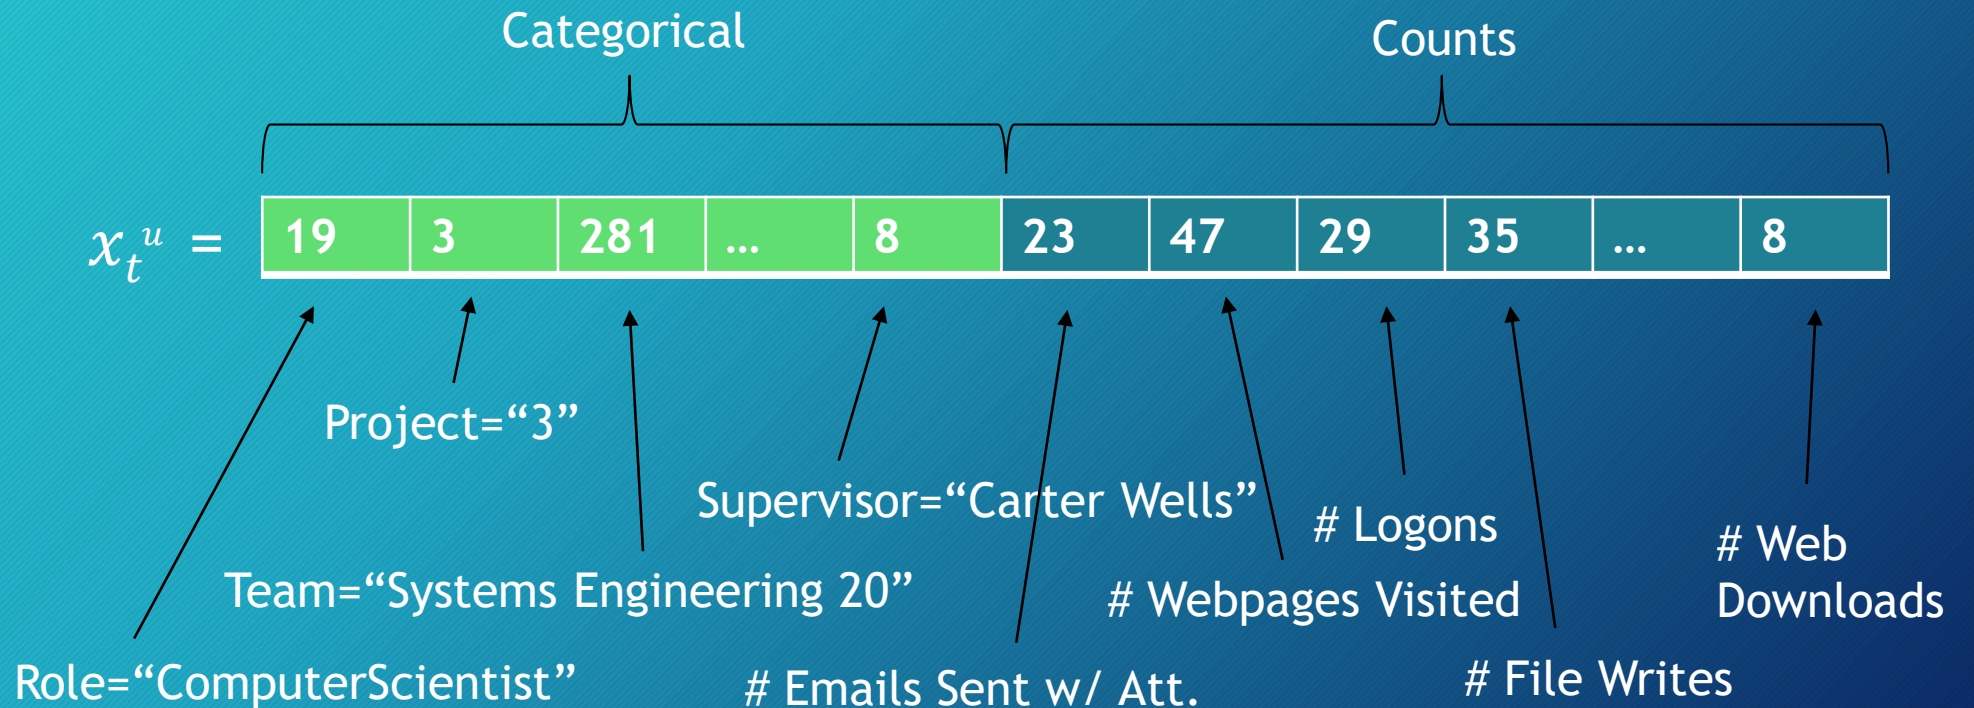 Categorical
Counts
x_t^u = 19 3 281 … 8 23 47 29 35 … 8
Project=“3”
Supervisor=“Carter Wells”
# Logons
# Web
Downloads
Team=“Systems Engineering 20”
# Webpages Visited
Role=“ComputerScientist”
# Emails Sent w/ Att.
# File Writes